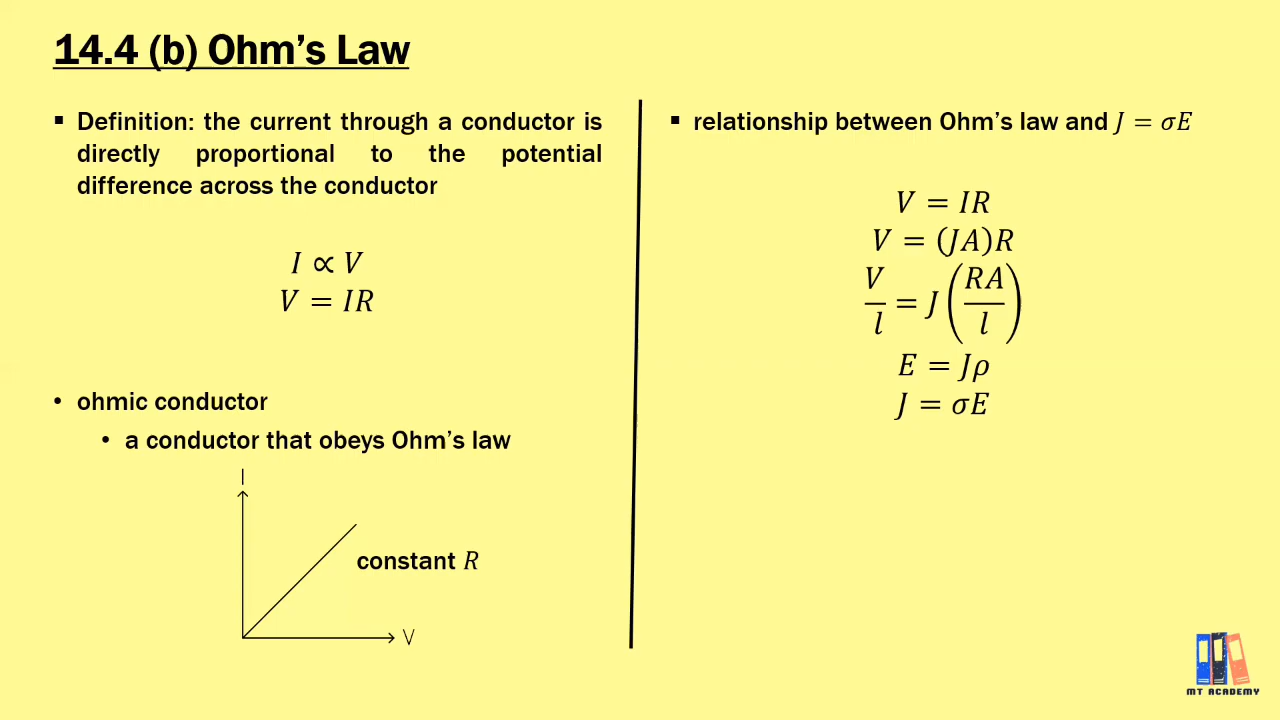 14.4 (b) Ohm’s Law
▪ Definition: the current through a conductor is
directly proportional to the potential
difference across the conductor
I ∝ V
V = IR
• ohmic conductor
• a conductor that obeys Ohm’s law
I
constant R
V
▪ relationship between Ohm’s law and J = σE
V = IR
V = (JA)R
V/l = J(RA/l)
E = Jρ
J = σE
MT ACADEMY